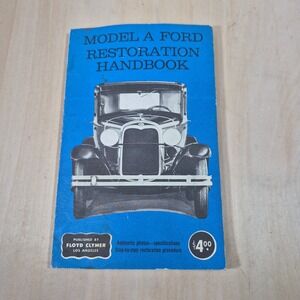 MODEL A FORD
RESTORATION
HANDBOOK
PUBLISHED BY
FLOYD CLYMER
LOS ANGELES
Authentic photos—specifications
Step-by-step restoration procedure
$4.00